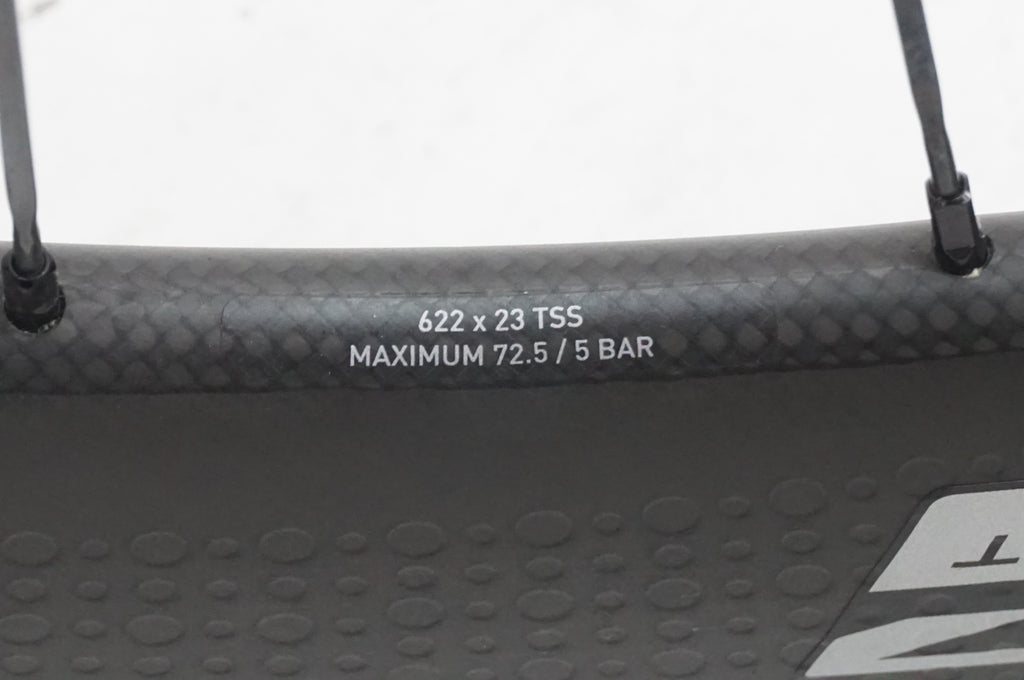 622 x 23 TSS
MAXIMUM 72.5 / 5 BAR